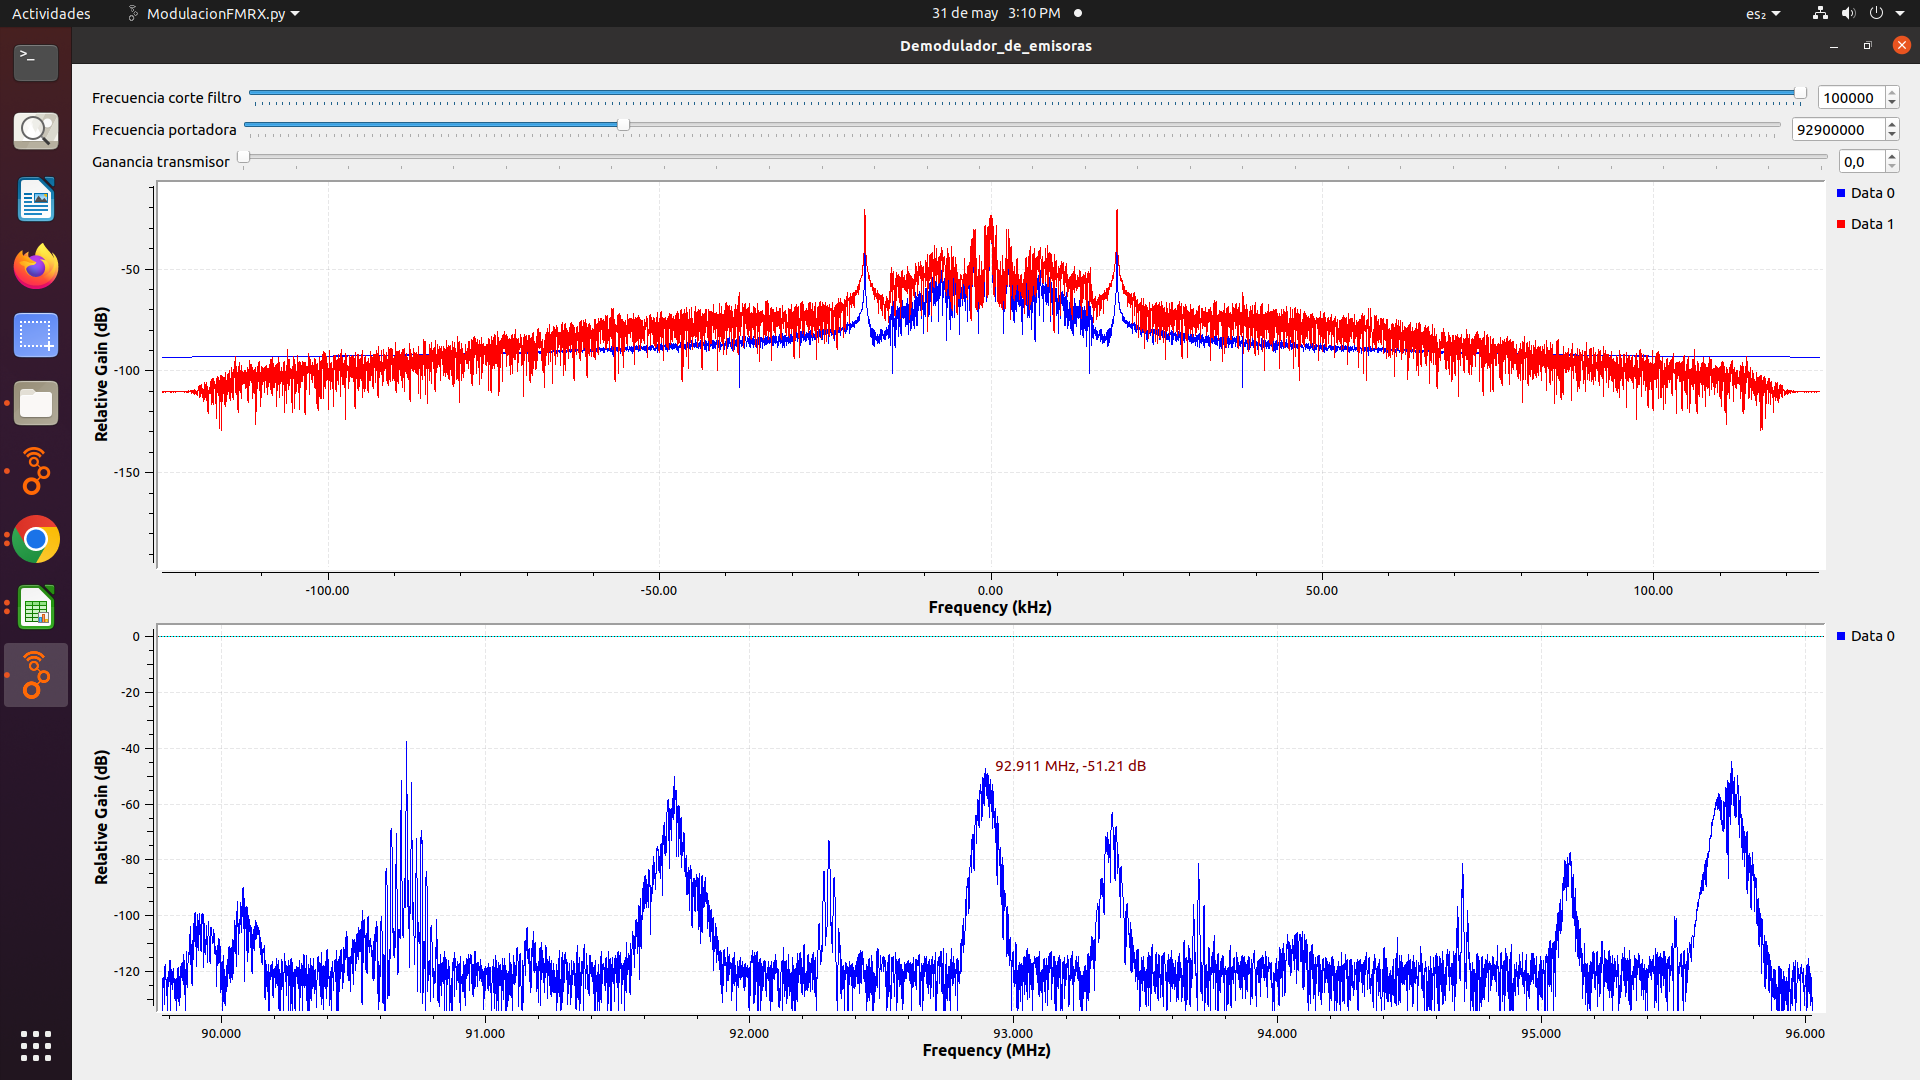 Actividades ModulacionFMRX.py 31 de may 3:10 PM es₂
Demodulador_de_emisoras
Frecuencia corte filtro 100000
Frecuencia portadora 92900000
Ganancia transmisor 0,0
Data 0
Data 1
-50
-100
-150
Relative Gain (dB)
-100.00 -50.00 0.00 50.00 100.00
Frequency (kHz)
Data 0
0
-20
-40
92.911 MHz, -51.21 dB
-60
-80
-100
-120
Relative Gain (dB)
90.000 91.000 92.000 93.000 94.000 95.000 96.000
Frequency (MHz)